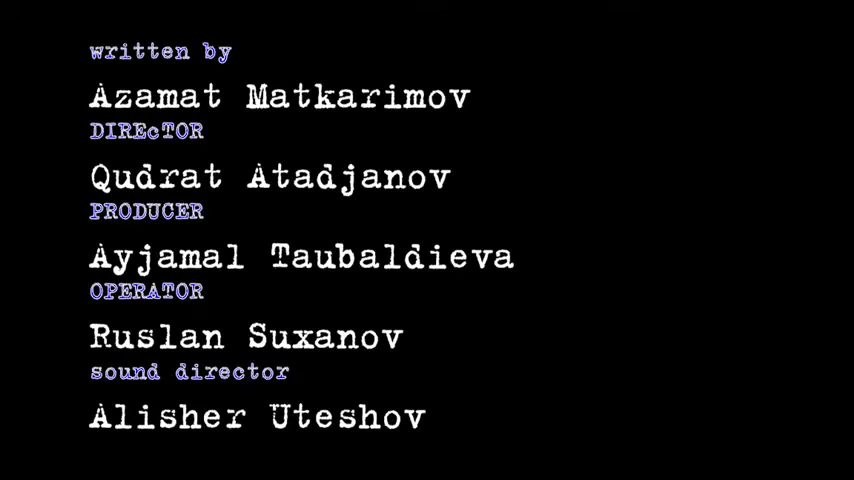 written by
Azamat Matkarimov
DIREcTOR
Qudrat Atadjanov
PRODUCER
Ayjamal Taubaldieva
OPERATOR
Ruslan Suxanov
sound director
Alisher Uteshov